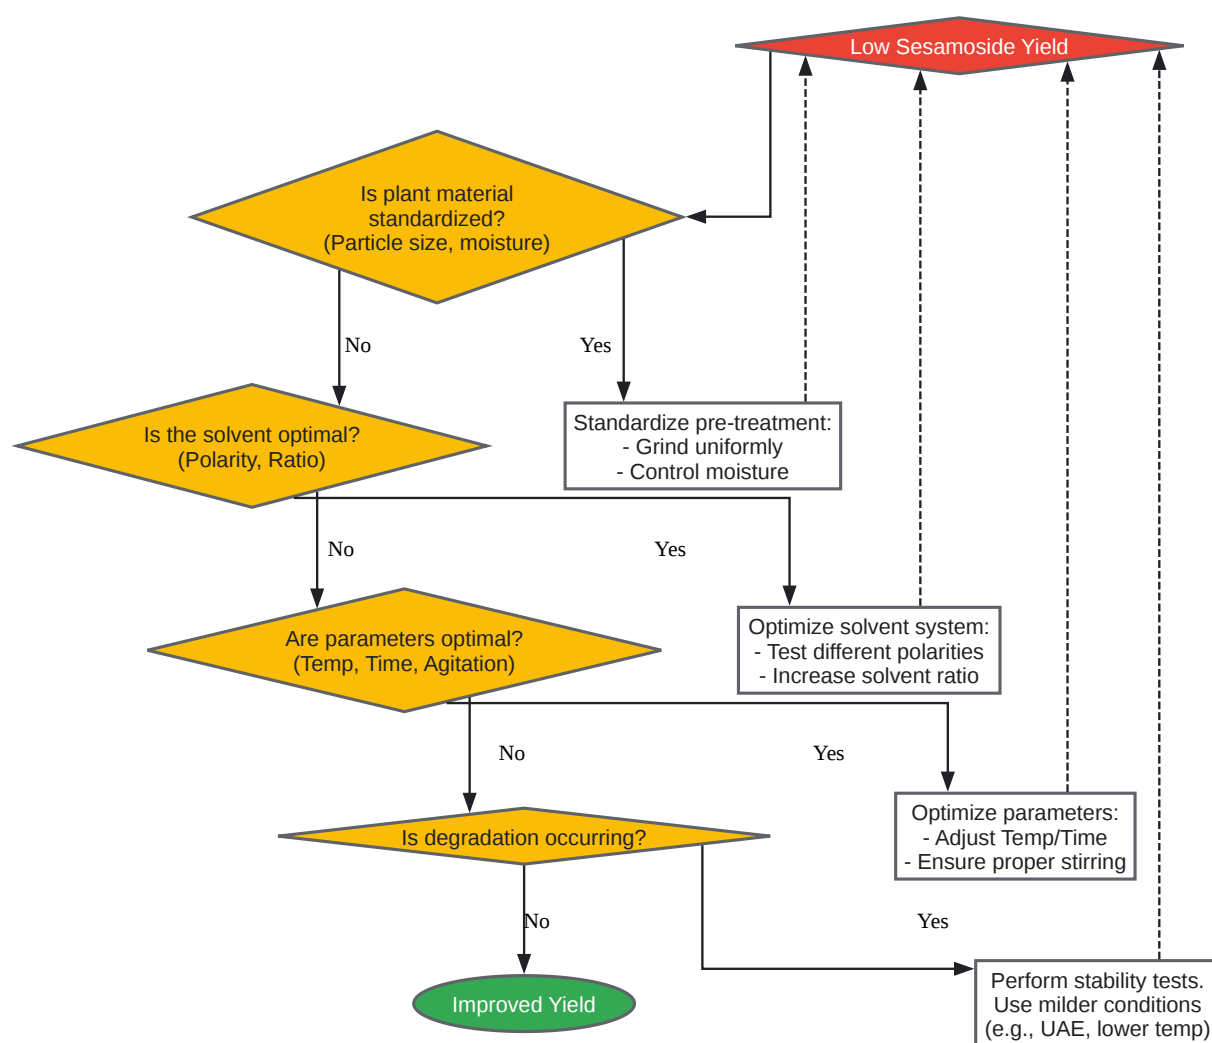 Low Sesamoside Yield
Is plant material
standardized?
(Particle size, moisture)
No
Yes
Is the solvent optimal?
(Polarity, Ratio)
Standardize pre-treatment:
- Grind uniformly
- Control moisture
No
Yes
Are parameters optimal?
(Temp, Time, Agitation)
Optimize solvent system:
- Test different polarities
- Increase solvent ratio
No
Yes
Is degradation occurring?
Optimize parameters:
- Adjust Temp/Time
- Ensure proper stirring
No
Yes
Improved Yield
Perform stability tests.
Use milder conditions
(e.g., UAE, lower temp)